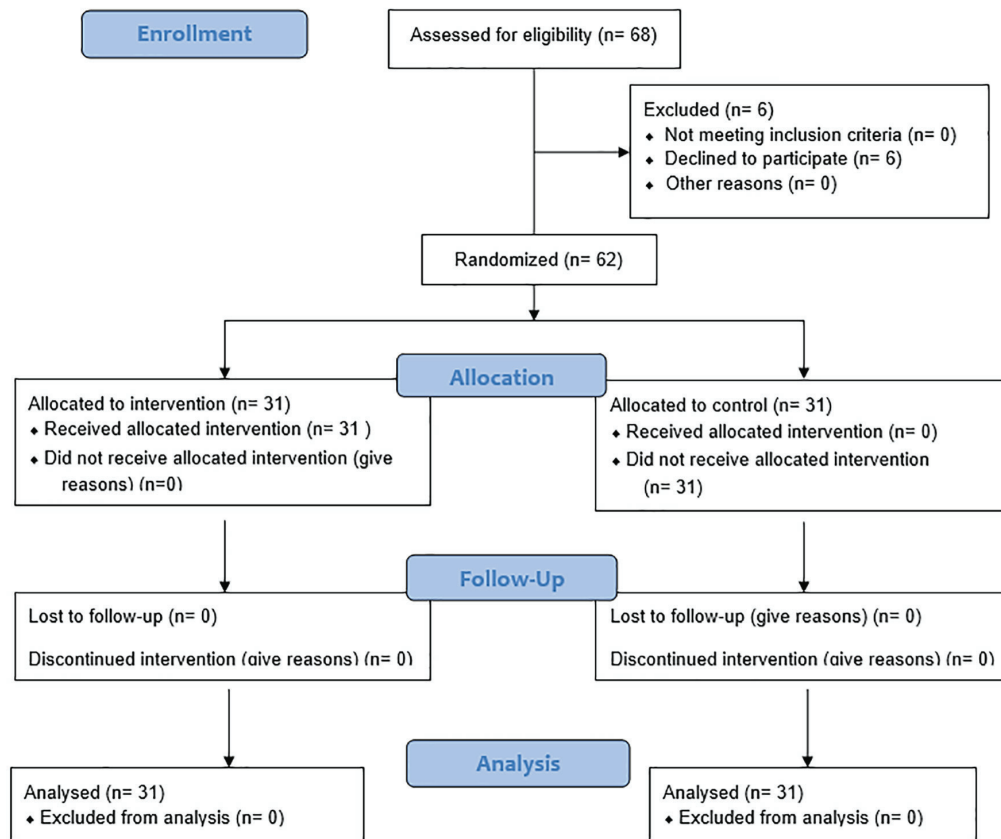 Enrollment
Assessed for eligibility (n= 68)
Excluded (n= 6)
⬥ Not meeting inclusion criteria (n= 0)
⬥ Declined to participate (n= 6)
⬥ Other reasons (n= 0)
Randomized (n= 62)
Allocation
Allocated to intervention (n= 31)
⬥ Received allocated intervention (n= 31 )
⬥ Did not receive allocated intervention (give
reasons) (n=0)
Allocated to control (n= 31)
⬥ Received allocated intervention (n= 0)
⬥ Did not receive allocated intervention
(n= 31)
Follow-Up
Lost to follow-up (n= 0)
Discontinued intervention (give reasons) (n= 0)
Lost to follow-up (give reasons) (n= 0)
Discontinued intervention (give reasons) (n= 0)
Analysis
Analysed (n= 31)
⬥ Excluded from analysis (n= 0)
Analysed (n= 31)
⬥ Excluded from analysis (n= 0)